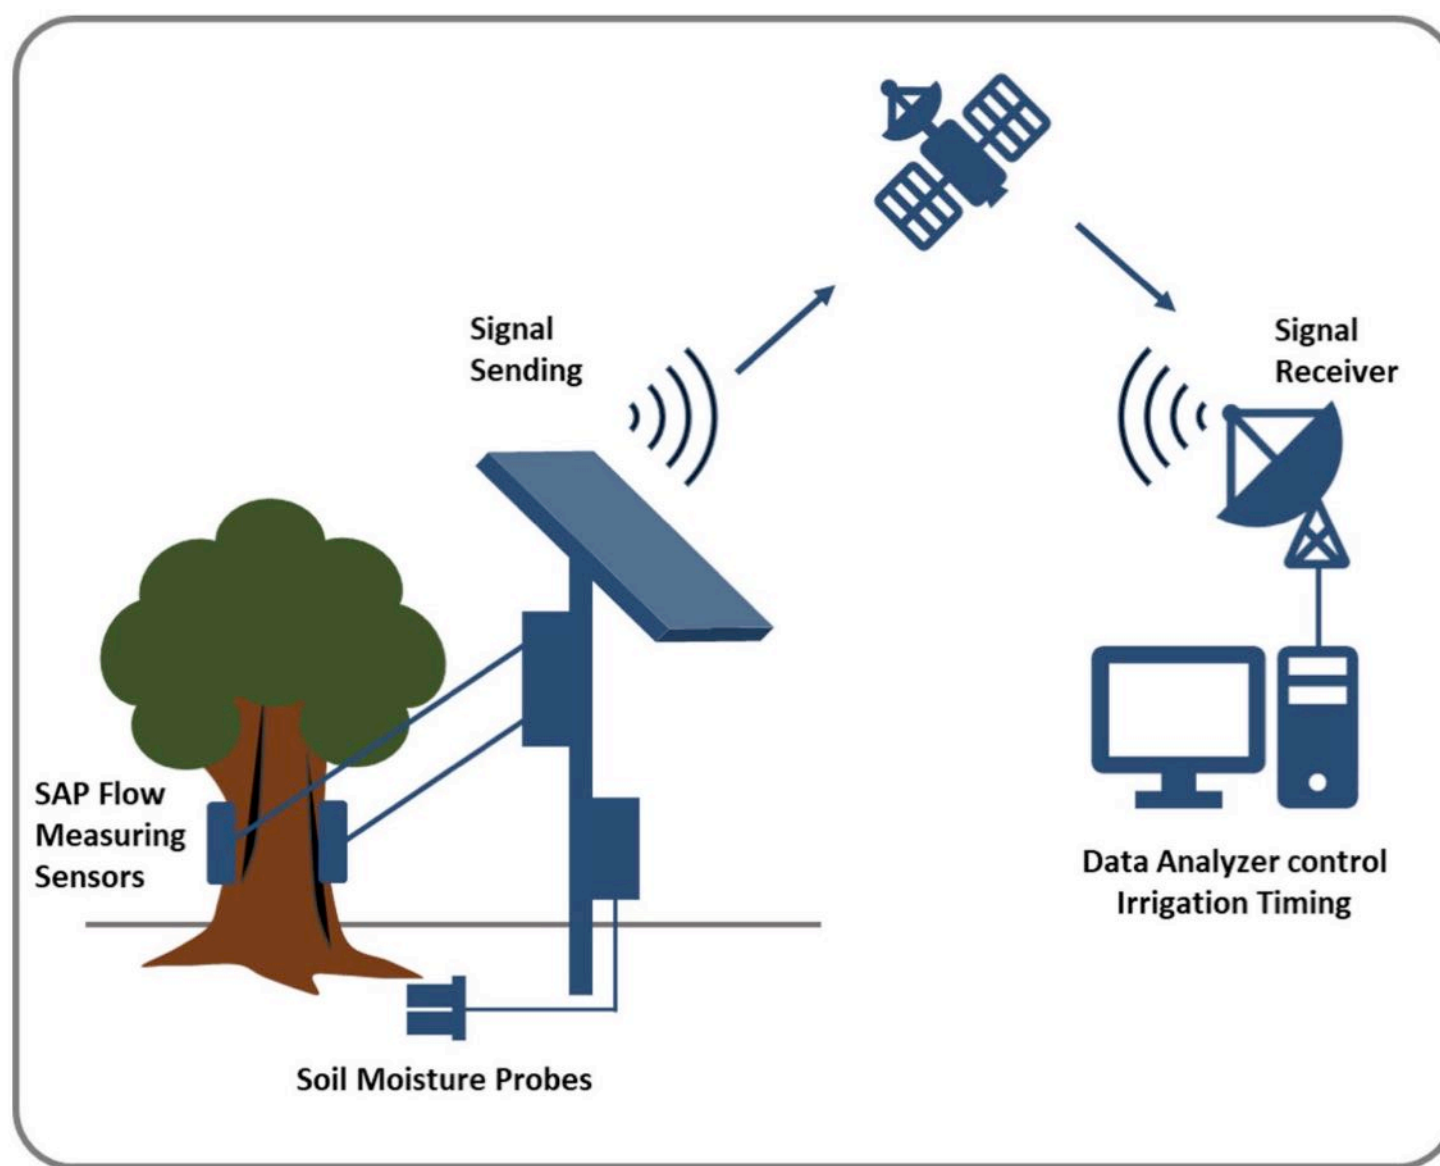 Signal
Sending
Signal
Receiver
SAP Flow
Measuring
Sensors
Data Analyzer control
Irrigation Timing
Soil Moisture Probes